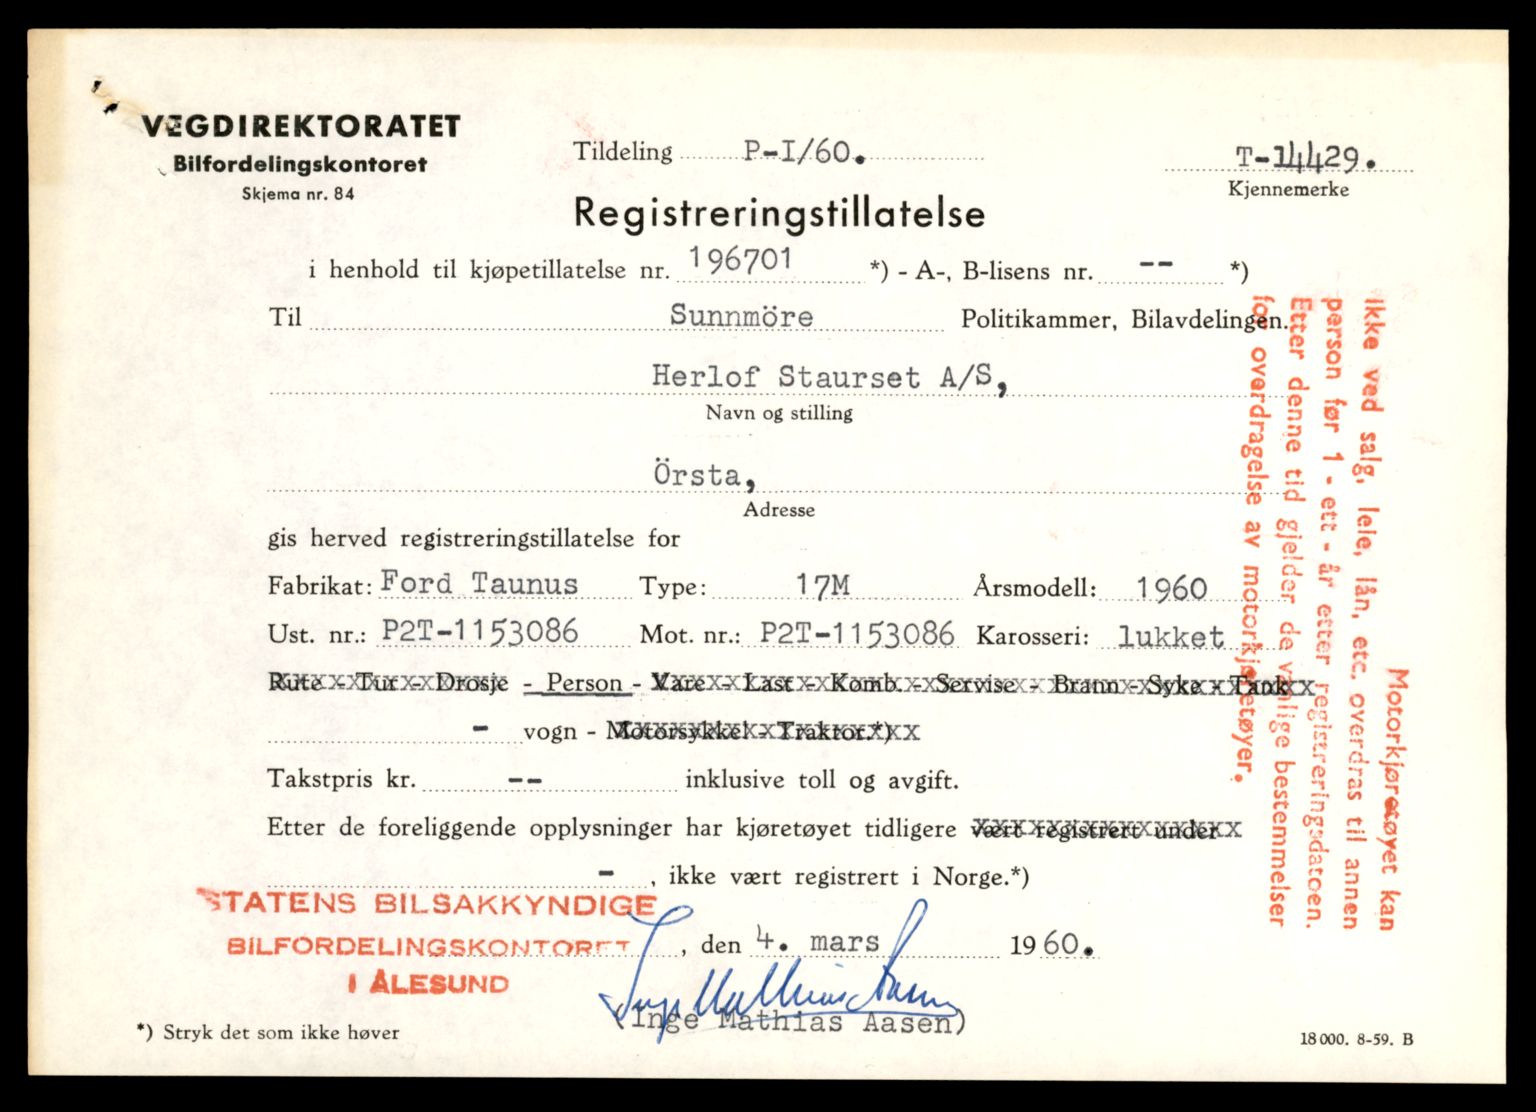 VEGDIREKTORATET
Bilfordelingskontoret
Skjema nr. 84
Tildeling P-I/60.
T-14429.
Kjennemerke
Registreringstillatelse
i henhold til kjøpetillatelse nr. 196701 *) - A-, B-lisens nr. -- *)
Til Sunnmöre Politikammer, Bilavdelingen.
Herlof Staurset A/S,
Navn og stilling
Örsta,
Adresse
gis herved registreringstillatelse for
Fabrikat: Ford Taunus Type: 17M Årsmodell: 1960
Ust. nr.: P2T-1153086 Mot. nr.: P2T-1153086 Karosseri: lukket
Rute - Tur - Drosje - Person - Vare - Last - Komb. - Servise - Brann - Syke - Tank
- vogn - Motorsykkel - Traktor.*)
Takstpris kr. -- inklusive toll og avgift.
Etter de foreliggende opplysninger har kjøretøyet tidligere vært registrert under
- , ikke vært registrert i Norge.*)
STATENS BILSAKKYNDIGE
BILFORDELINGSKONTORET , den 4. mars 1960.
I ÅLESUND
Inge Mathias Aasen
(Inge Mathias Aasen)
*) Stryk det som ikke høver
18000. 8-59. B
Motorkjøretøyet kan
ikke ved salg, leie, lån, etc. overdras til annen
person før 1 - ett - år etter registreringsdatoen.
Etter denne tid gjelder de vanlige bestemmelser
for overdragelse av motorkjøretøyer.